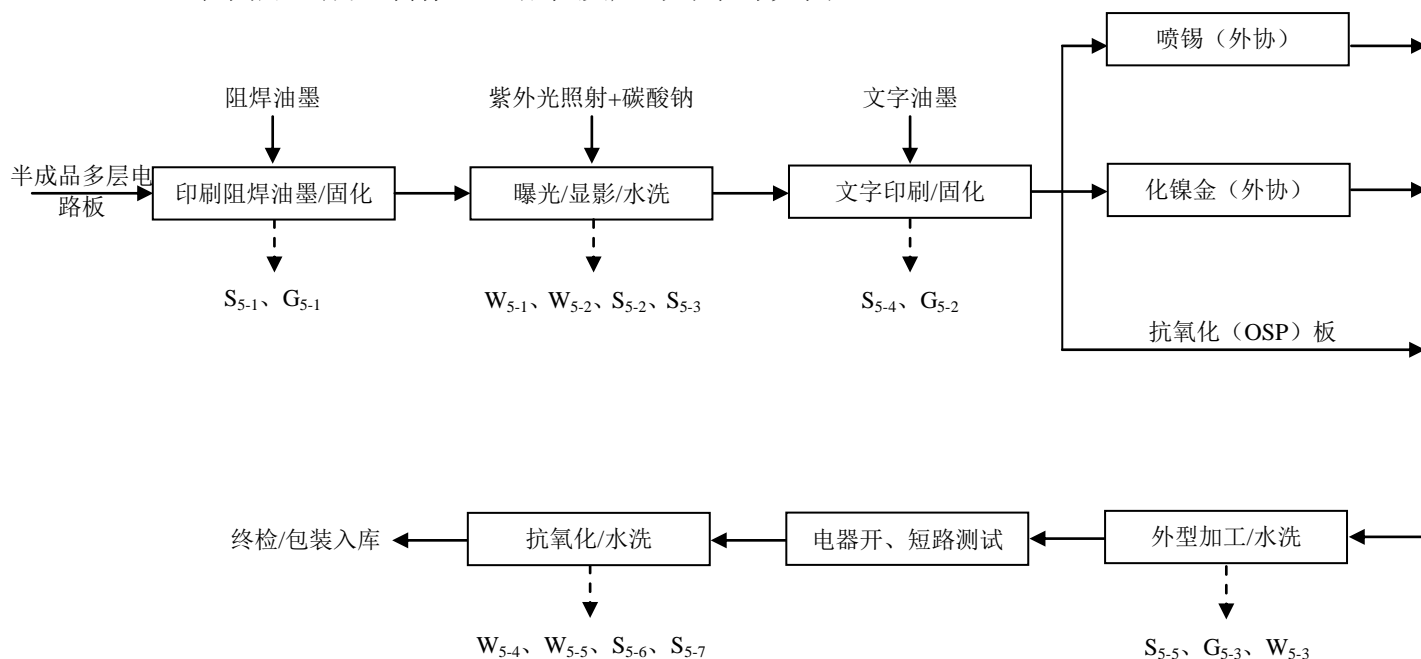 喷锡（外协）
阻焊油墨
紫外光照射+碳酸钠
文字油墨
半成品多层电
路板
印刷阻焊油墨/固化
曝光/显影/水洗
文字印刷/固化
化镍金（外协）
S5-1、G5-1
W5-1、W5-2、S5-2、S5-3
S5-4、G5-2
抗氧化（OSP）板
终检/包装入库
抗氧化/水洗
电器开、短路测试
外型加工/水洗
W5-4、W5-5、S5-6、S5-7
S5-5、G5-3、W5-3